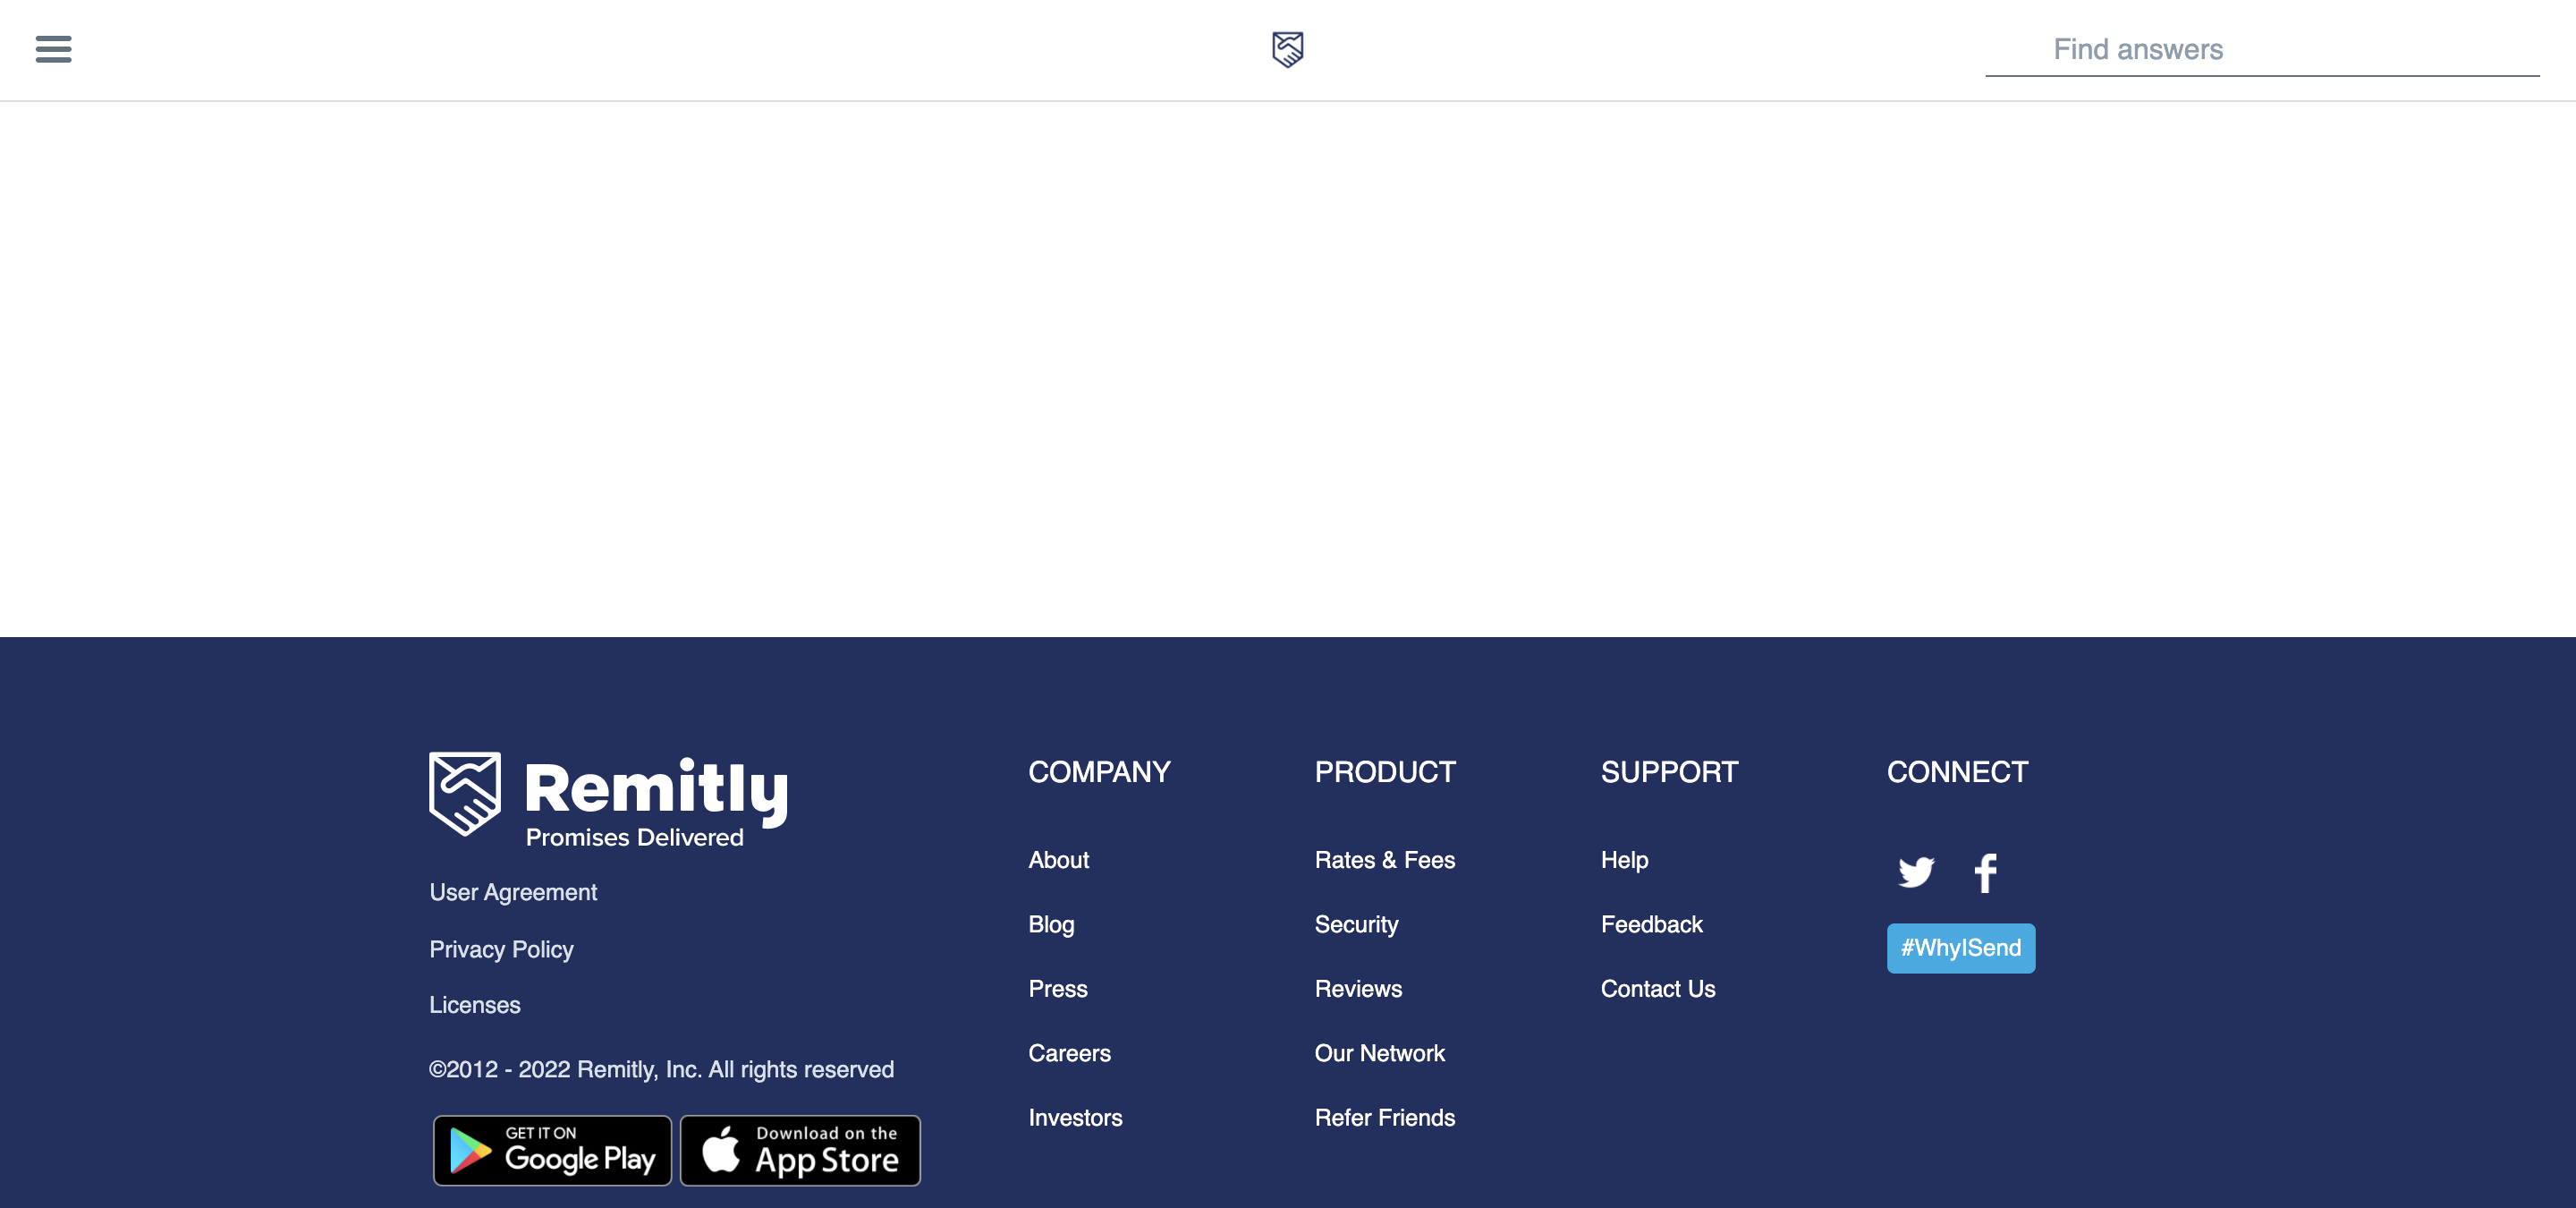 Find answers
Remitly
Promises Delivered
User Agreement
Privacy Policy
Licenses
©2012 - 2022 Remitly, Inc. All rights reserved
GET IT ON
Google Play
Download on the
App Store
COMPANY
About
Blog
Press
Careers
Investors
PRODUCT
Rates & Fees
Security
Reviews
Our Network
Refer Friends
SUPPORT
Help
Feedback
Contact Us
CONNECT
#WhyISend